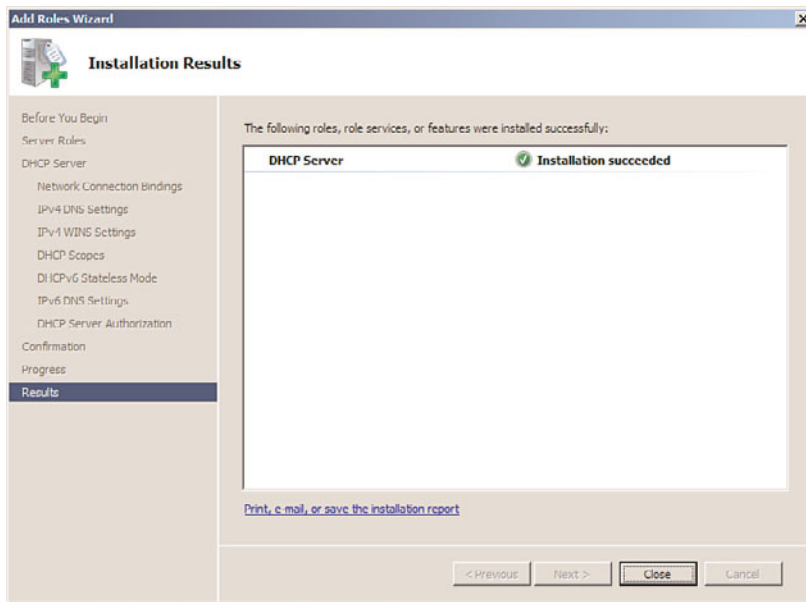 Add Roles Wizard
Installation Results
Before You Begin
Server Roles
DHCP Server
Network Connection Bindings
IPv4 DNS Settings
IPv4 WINS Settings
DHCP Scopes
DHCPv6 Stateless Mode
IPv6 DNS Settings
DHCP Server Authorization
Confirmation
Progress
Results
The following roles, role services, or features were installed successfully:
DHCP Server Installation succeeded
Print, e-mail, or save the installation report
< Previous Next > Close Cancel